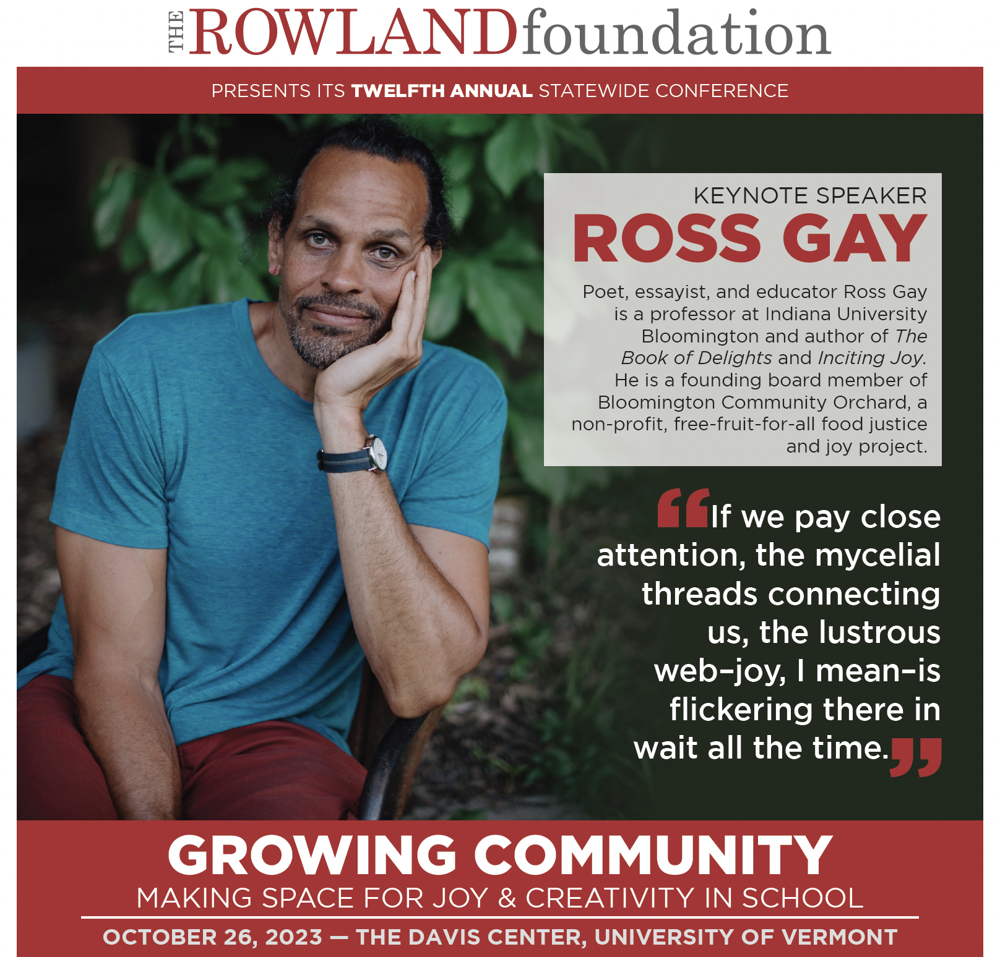 THE ROWLANDfoundation
PRESENTS ITS TWELFTH ANNUAL STATEWIDE CONFERENCE
KEYNOTE SPEAKER
ROSS GAY
Poet, essayist, and educator Ross Gay
is a professor at Indiana University
Bloomington and author of The
Book of Delights and Inciting Joy.
He is a founding board member of
Bloomington Community Orchard, a
non-profit, free-fruit-for-all food justice
and joy project.
“If we pay close
attention, the mycelial
threads connecting
us, the lustrous
web–joy, I mean–is
flickering there in
wait all the time.”
GROWING COMMUNITY
MAKING SPACE FOR JOY & CREATIVITY IN SCHOOL
OCTOBER 26, 2023 — THE DAVIS CENTER, UNIVERSITY OF VERMONT